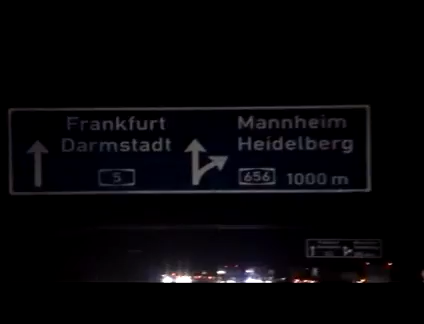 Frankfurt
Darmstadt
5
Mannheim
Heidelberg
656 1000 m